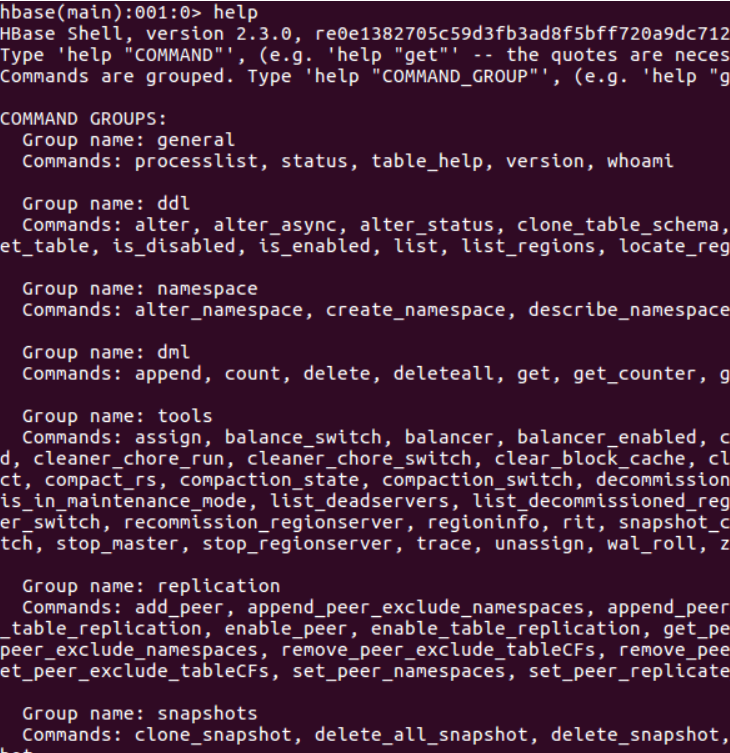 hbase(main):001:0> help
HBase Shell, version 2.3.0, re0e1382705c59d3fb3ad8f5bff720a9dc712
Type 'help "COMMAND"', (e.g. 'help "get"' -- the quotes are neces
Commands are grouped. Type 'help "COMMAND_GROUP"', (e.g. 'help "g
COMMAND GROUPS:
Group name: general
Commands: processlist, status, table_help, version, whoami
Group name: ddl
Commands: alter, alter_async, alter_status, clone_table_schema,
et_table, is_disabled, is_enabled, list, list_regions, locate_reg
Group name: namespace
Commands: alter_namespace, create_namespace, describe_namespace
Group name: dml
Commands: append, count, delete, deleteall, get, get_counter, g
Group name: tools
Commands: assign, balance_switch, balancer, balancer_enabled, c
d, cleaner_chore_run, cleaner_chore_switch, clear_block_cache, cl
ct, compact_rs, compaction_state, compaction_switch, decommission
is_in_maintenance_mode, list_deadservers, list_decommissioned_reg
er_switch, recommission_regionserver, regioninfo, rit, snapshot_c
tch, stop_master, stop_regionserver, trace, unassign, wal_roll, z
Group name: replication
Commands: add_peer, append_peer_exclude_namespaces, append_peer
_table_replication, enable_peer, enable_table_replication, get_pe
peer_exclude_namespaces, remove_peer_exclude_tableCFs, remove_pee
et_peer_exclude_tableCFs, set_peer_namespaces, set_peer_replicate
Group name: snapshots
Commands: clone_snapshot, delete_all_snapshot, delete_snapshot,